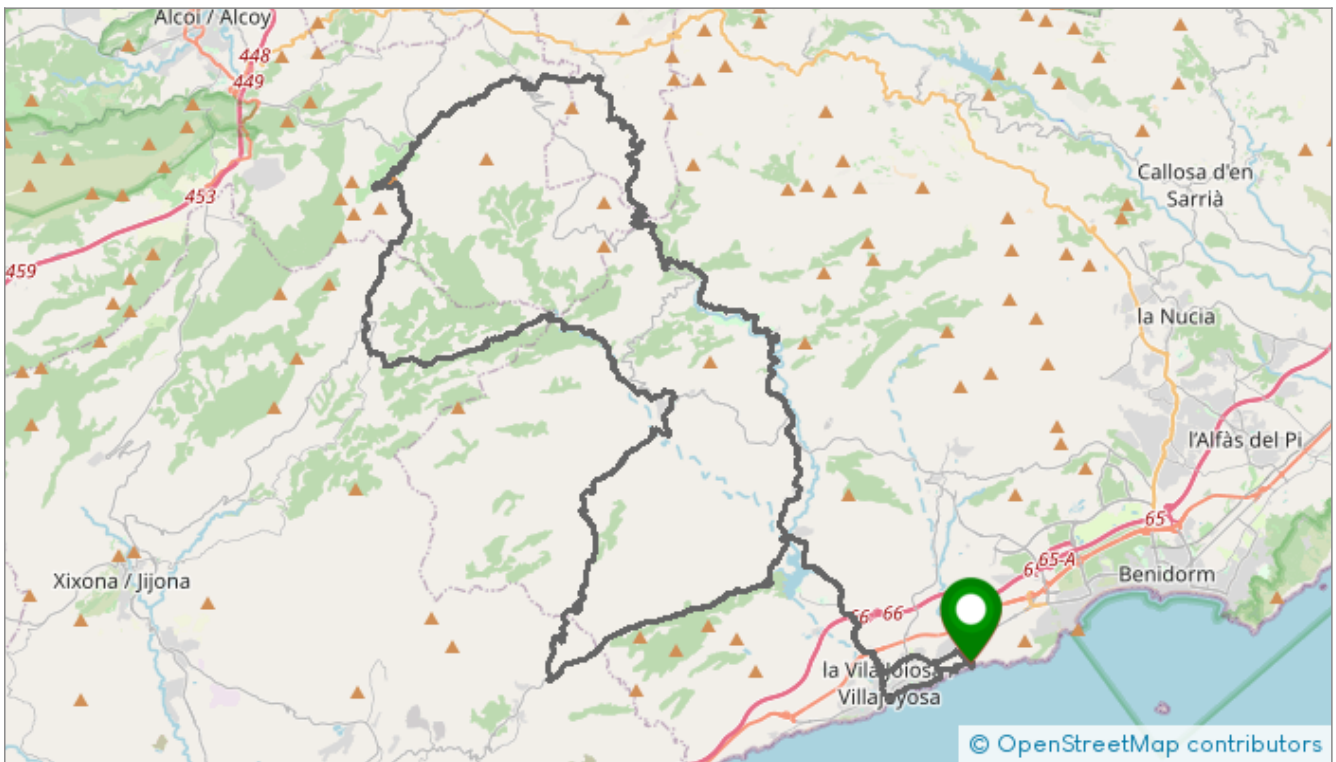 Alcoi / Alcoy
448
449
Callosa d'en
Sarrià
453
459
la Nucia
l'Alfàs del Pi
65
65-A
Xixona / Jijona
Benidorm
66
la Vila Joiosa
Villajoyosa
© OpenStreetMap contributors